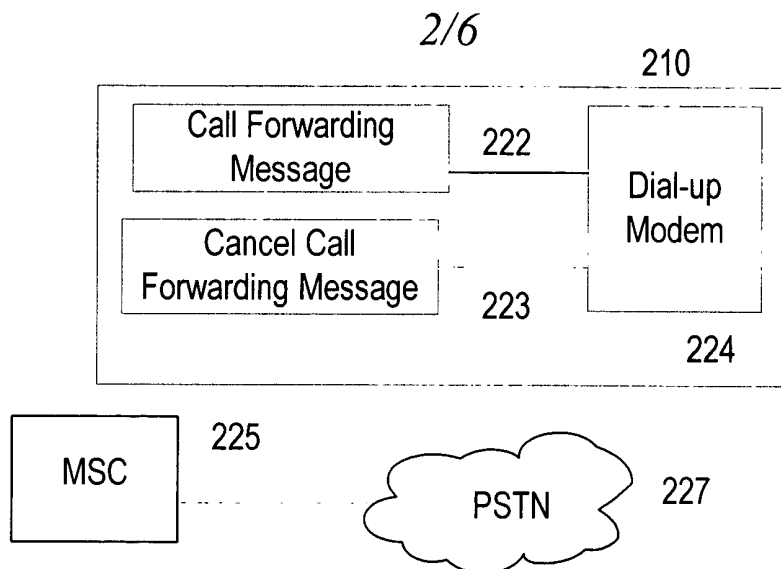 2/6
210
Call Forwarding
Message
222
Dial-up
Modem
Cancel Call
Forwarding Message
223
224
MSC
225
PSTN
227